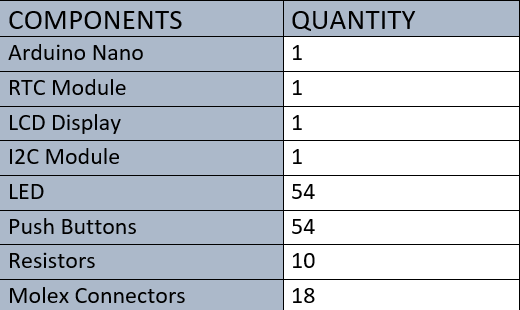 COMPONENTS QUANTITY
Arduino Nano 1
RTC Module 1
LCD Display 1
I2C Module 1
LED 54
Push Buttons 54
Resistors 10
Molex Connectors 18